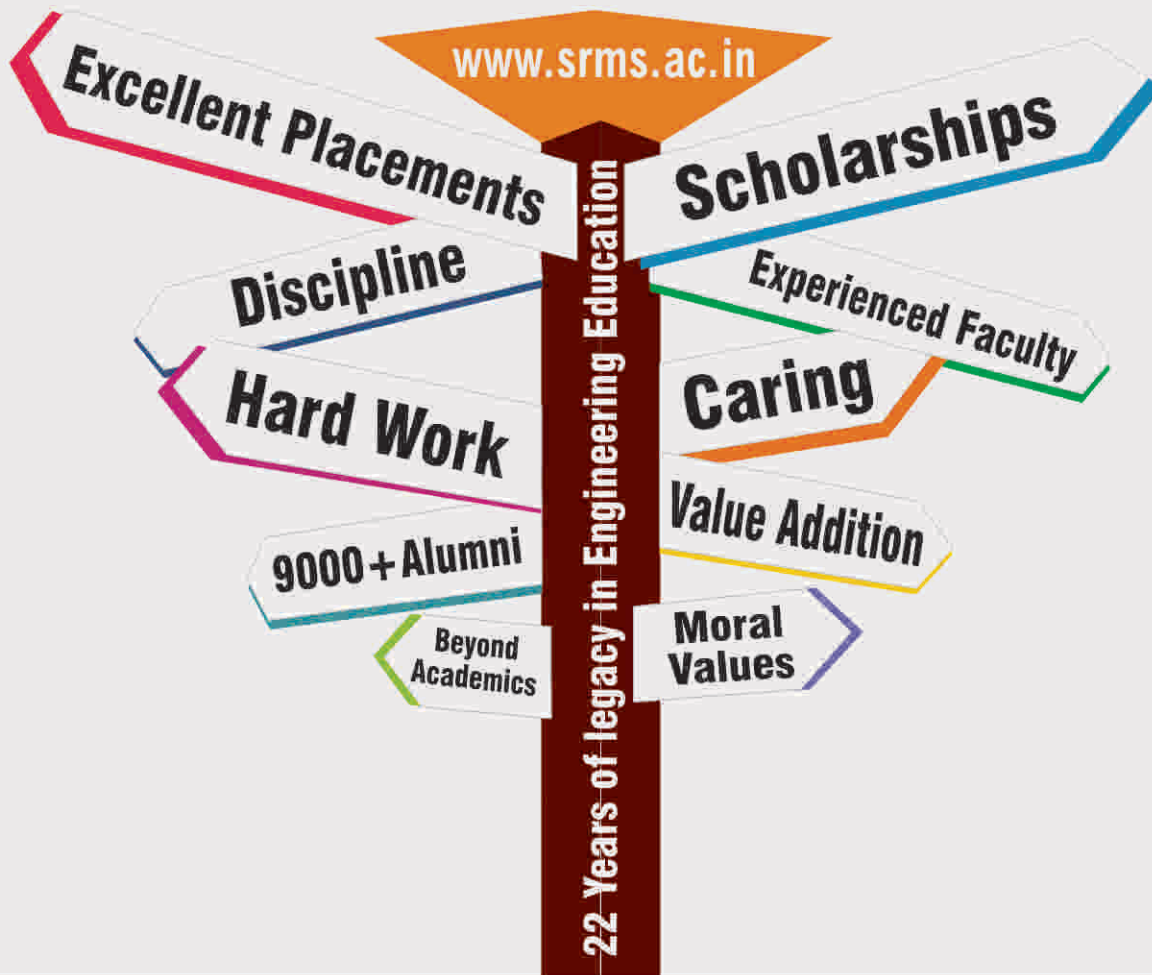 www.srms.ac.in
Excellent Placements
Scholarships
Discipline
Experienced Faculty
Hard Work
Caring
9000+Alumni
Value Addition
Beyond
Academics
Moral
Values
22 Years of legacy in Engineering Education